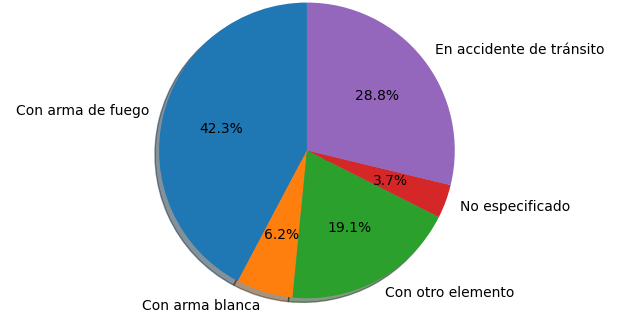 En accidente de tránsito
28.8%
Con arma de fuego
42.3%
3.7%
No especificado
19.1%
6.2%
Con otro elemento
Con arma blanca